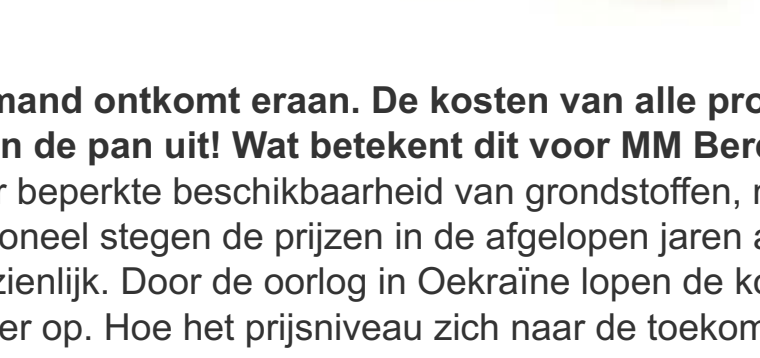 mand ontkomt eraan. De kosten van alle pro
n de pan uit! Wat betekent dit voor MM Bere
r beperkte beschikbaarheid van grondstoffen, r
oneel stegen de prijzen in de afgelopen jaren a
zienlijk. Door de oorlog in Oekraïne lopen de ko
er op. Hoe het prijsniveau zich naar de toekom